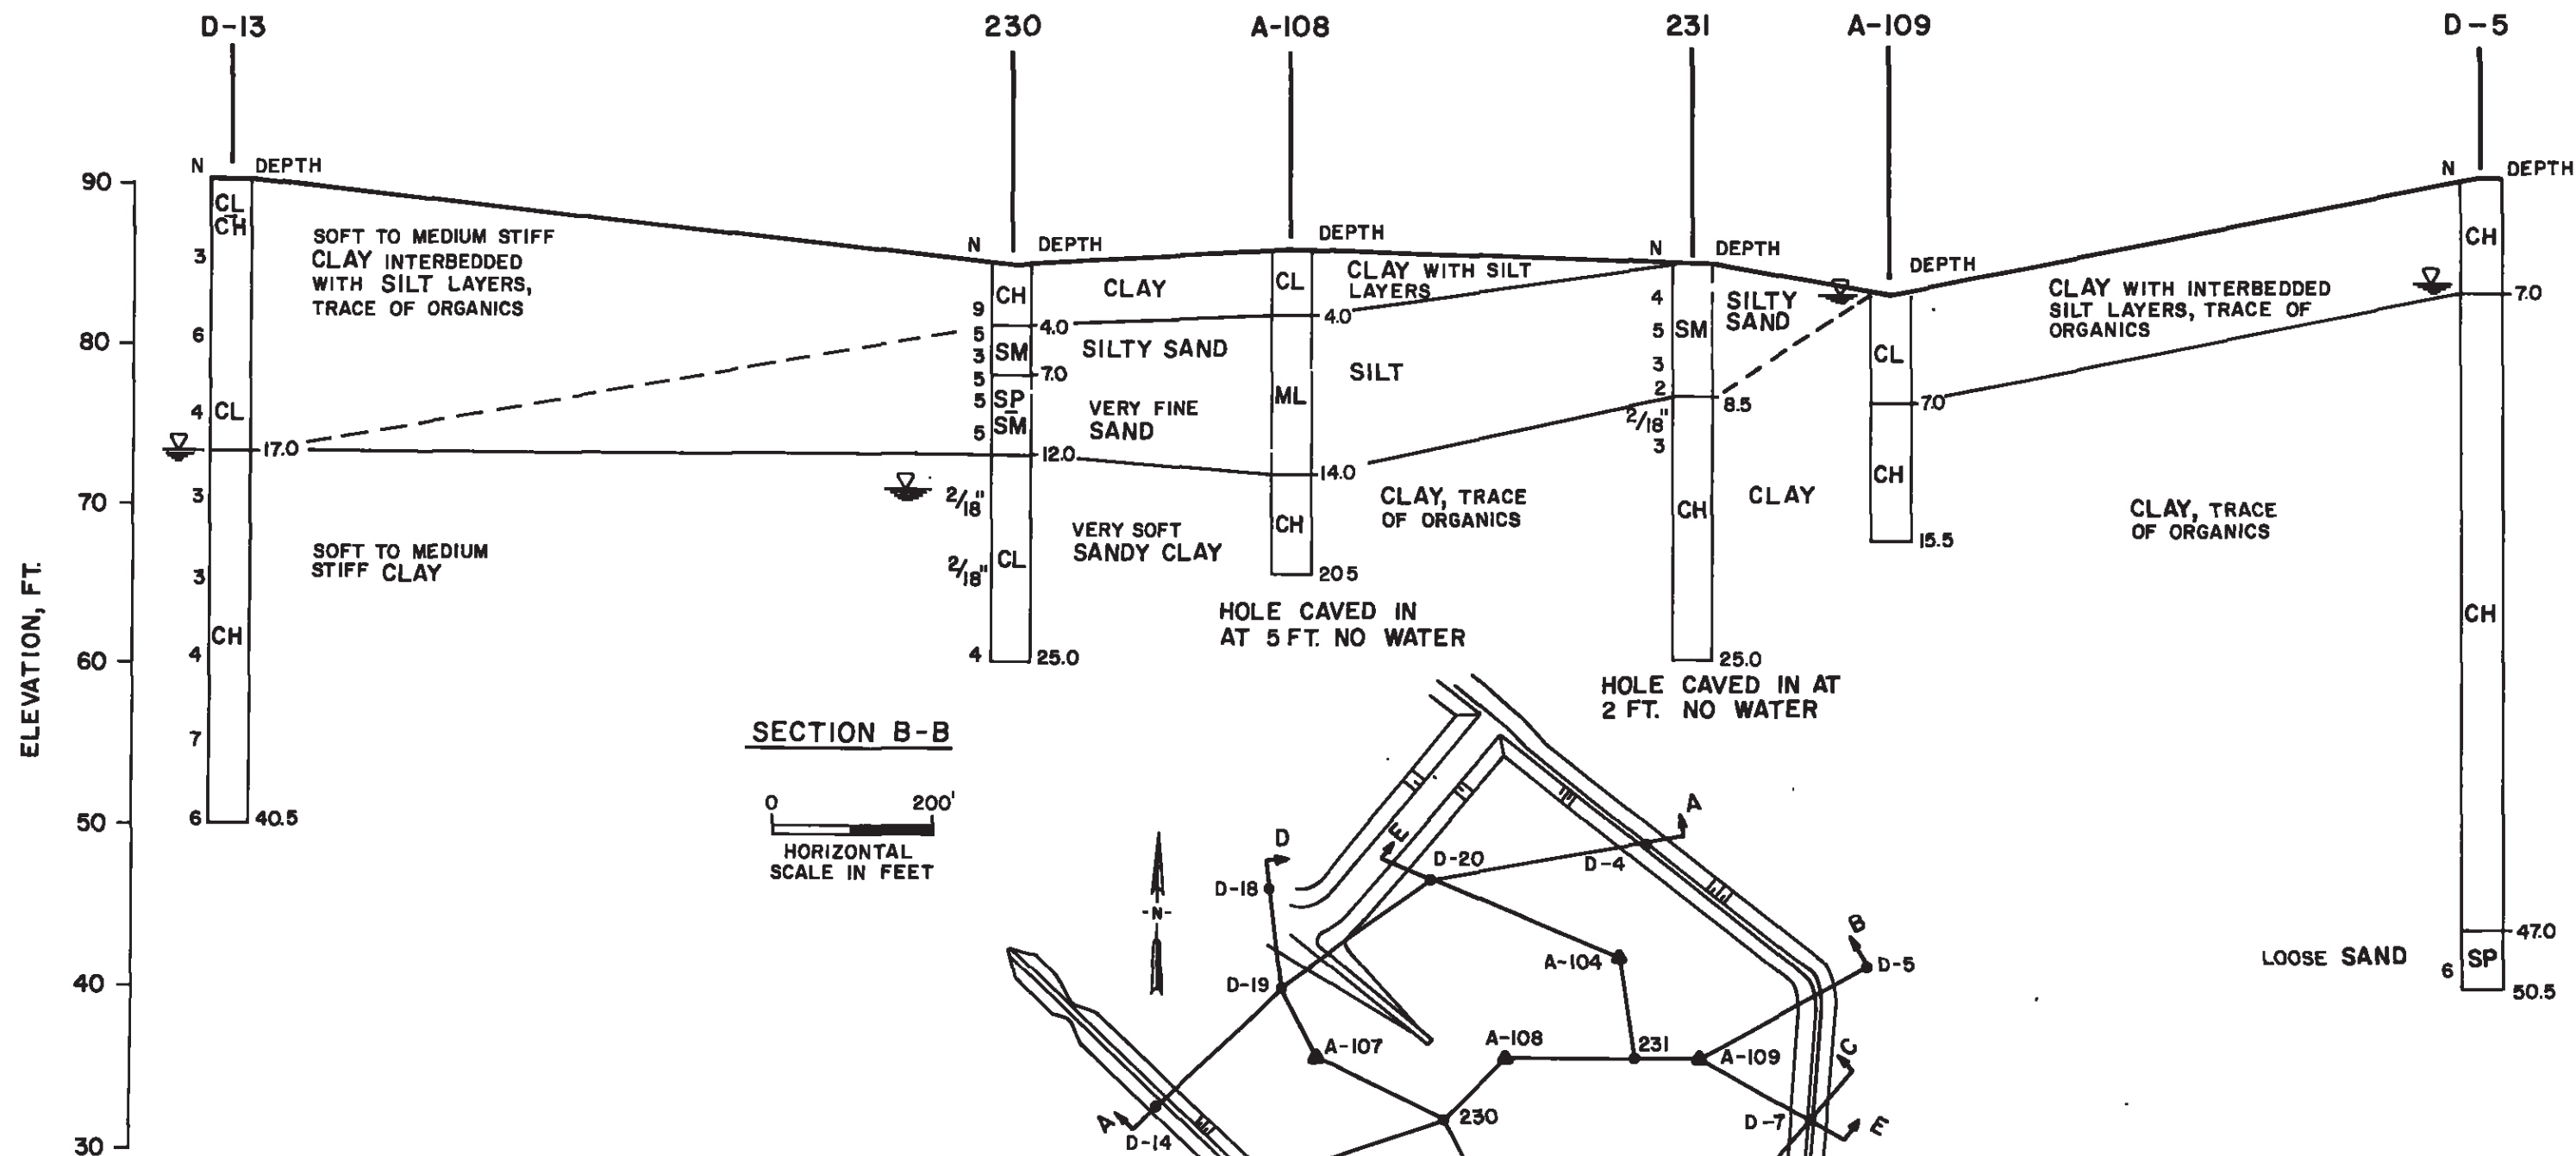 D-13 230 A-108 231 A-109 D-5
N DEPTH
90
CL
CH
3
SOFT TO MEDIUM STIFF
CLAY INTERBEDDED
WITH SILT LAYERS,
TRACE OF ORGANICS
6
4 CL
17.0
3
3
SOFT TO MEDIUM
STIFF CLAY
CH
4
7
6 40.5
80
70
60
50
40
30
ELEVATION, FT.
N DEPTH
CH
9
4.0
CLAY
5
3 SM
SILTY SAND
5
7.0
5 SP
SM
5
VERY FINE
SAND
12.0
2/18"
2/18"
CL
VERY SOFT
SANDY CLAY
4 25.0
DEPTH
CL
4.0
CLAY WITH SILT
LAYERS
ML
SILT
14.0
CH
CLAY, TRACE
OF ORGANICS
20 5
HOLE CAVED IN
AT 5 FT. NO WATER
N DEPTH
4
5 SM
3
2
SILTY
SAND
8.5
2/18"
3
CH
CLAY
25.0
HOLE CAVED IN AT
2 FT. NO WATER
DEPTH
CL
7.0
CH
15.5
CLAY WITH INTERBEDDED
SILT LAYERS, TRACE OF
ORGANICS
CLAY, TRACE
OF ORGANICS
N DEPTH
CH
7.0
CH
47.0
LOOSE SAND
6 SP
50.5
SECTION B-B
0 200'
HORIZONTAL
SCALE IN FEET
-N-
D
D-18
E
D-20
D-4
A
B
D-5
A-104
D-19
A-107
A-108
231
A-109
C
A
D-14
230
D-7
E